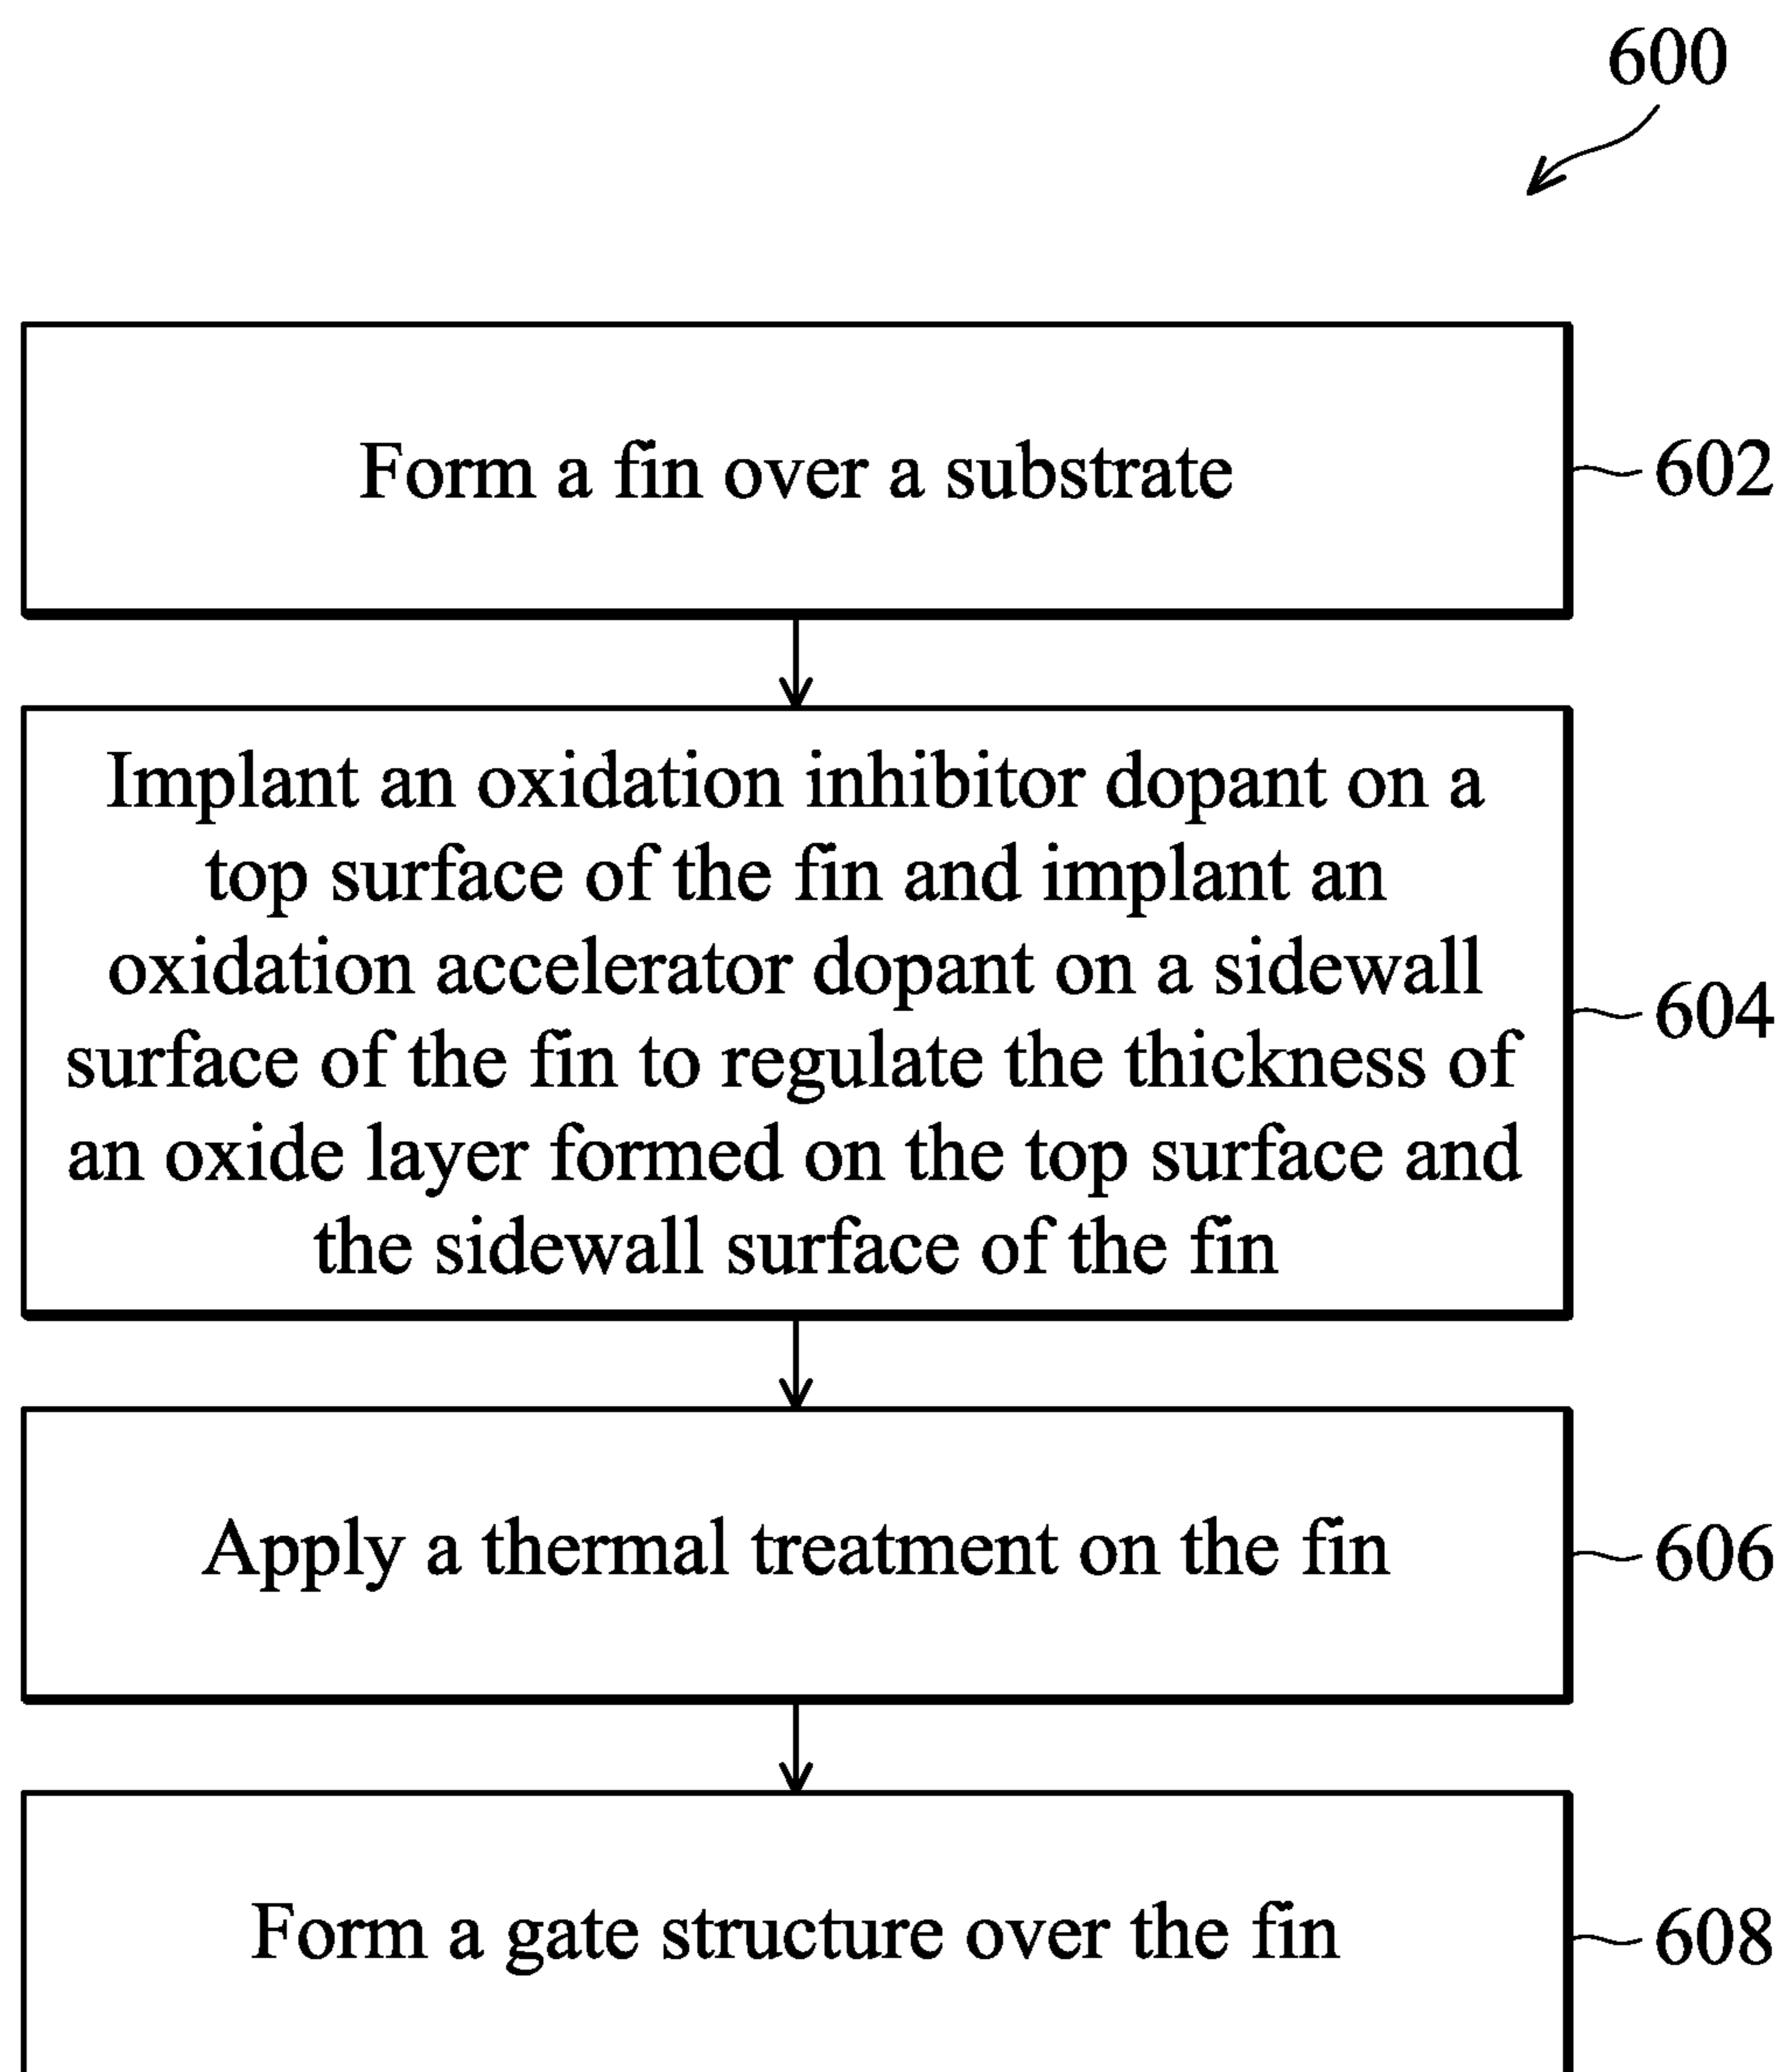 600
Form a fin over a substrate
602
Implant an oxidation inhibitor dopant on a
top surface of the fin and implant an
oxidation accelerator dopant on a sidewall
surface of the fin to regulate the thickness of
an oxide layer formed on the top surface and
the sidewall surface of the fin
604
Apply a thermal treatment on the fin
606
Form a gate structure over the fin
608